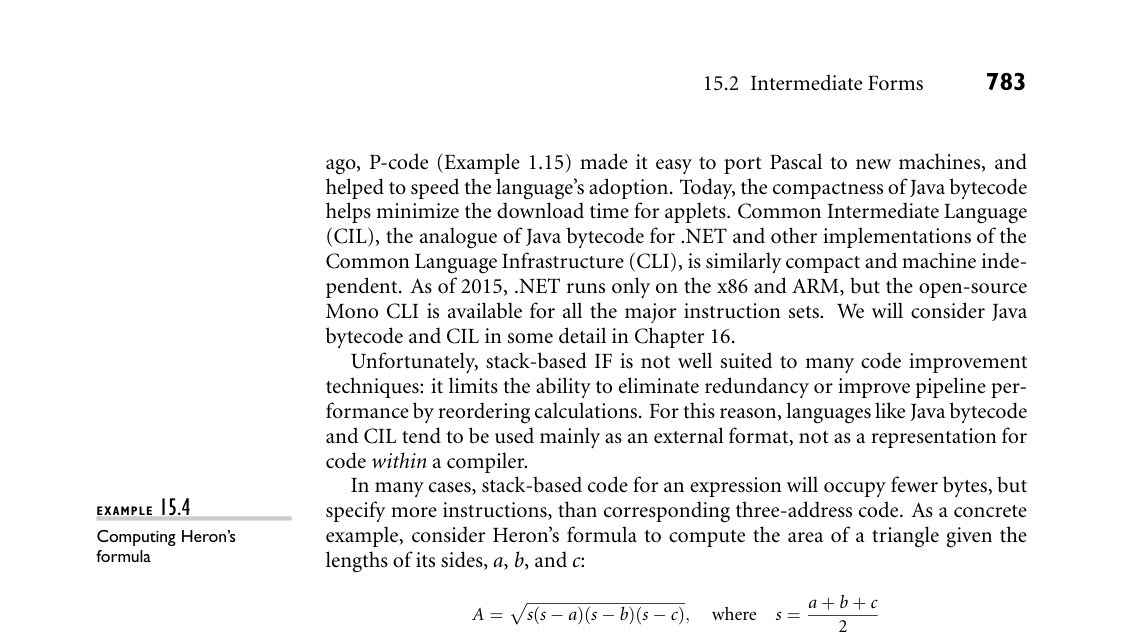 15.2 Intermediate Forms 783
ago, P-code (Example 1.15) made it easy to port Pascal to new machines, and
helped to speed the language's adoption. Today, the compactness of Java bytecode
helps minimize the download time for applets. Common Intermediate Language
(CIL), the analogue of Java bytecode for .NET and other implementations of the
Common Language Infrastructure (CLI), is similarly compact and machine inde-
pendent. As of 2015, .NET runs only on the x86 and ARM, but the open-source
Mono CLI is available for all the major instruction sets. We will consider Java
bytecode and CIL in some detail in Chapter 16.
Unfortunately, stack-based IF is not well suited to many code improvement
techniques: it limits the ability to eliminate redundancy or improve pipeline per-
formance by reordering calculations. For this reason, languages like Java bytecode
and CIL tend to be used mainly as an external format, not as a representation for
code within a compiler.
EXAMPLE 15.4
Computing Heron's
formula
In many cases, stack-based code for an expression will occupy fewer bytes, but
specify more instructions, than corresponding three-address code. As a concrete
example, consider Heron's formula to compute the area of a triangle given the
lengths of its sides, a, b, and c:
A = √s(s − a)(s − b)(s − c), where s = a + b + c / 2